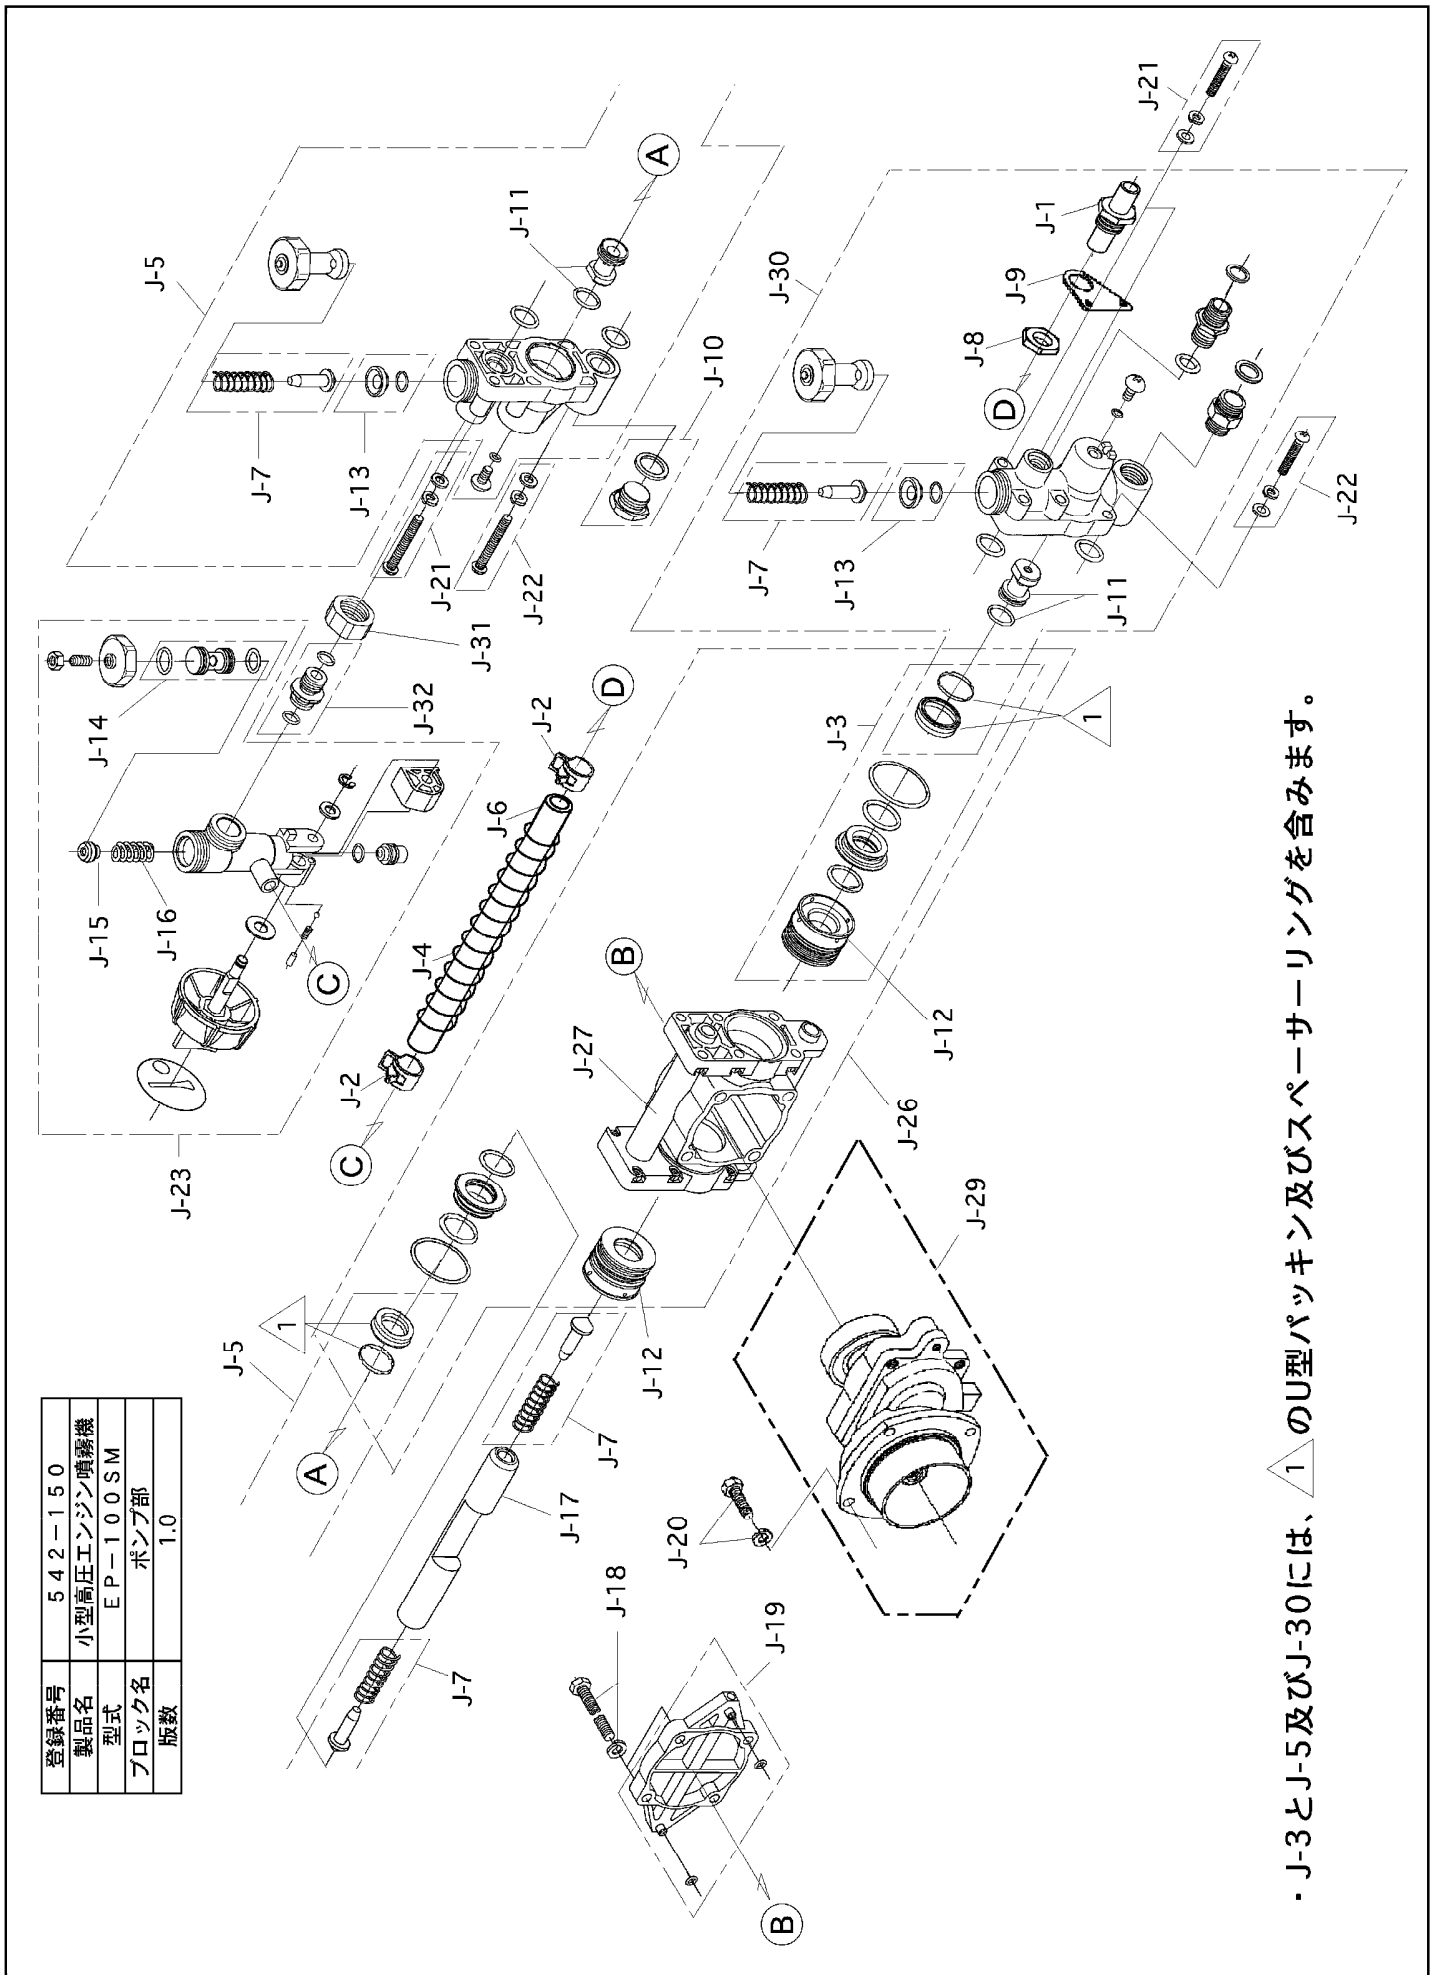 登録番号 542-150
製品名 小型高圧エンジン噴霧機
型式 EP-100SM
ブロック名 ポンプ部
版数 1.0
J-23
J-15
J-16
J-14
J-32
J-31
C
J-5
J-7
J-13
J-21
J-22
J-11
A
J-10
C
J-2
J-4
J-6
J-2
D
J-5
1
A
J-7
J-17
J-7
J-12
J-27
B
J-26
J-12
J-3
1
J-30
J-7
J-13
J-11
D
J-8
J-9
J-1
J-21
J-22
J-18
J-19
B
J-20
J-29
・J-3とJ-5及びJ-30には、1のU型パッキン及びスペーサーリングを含みます。